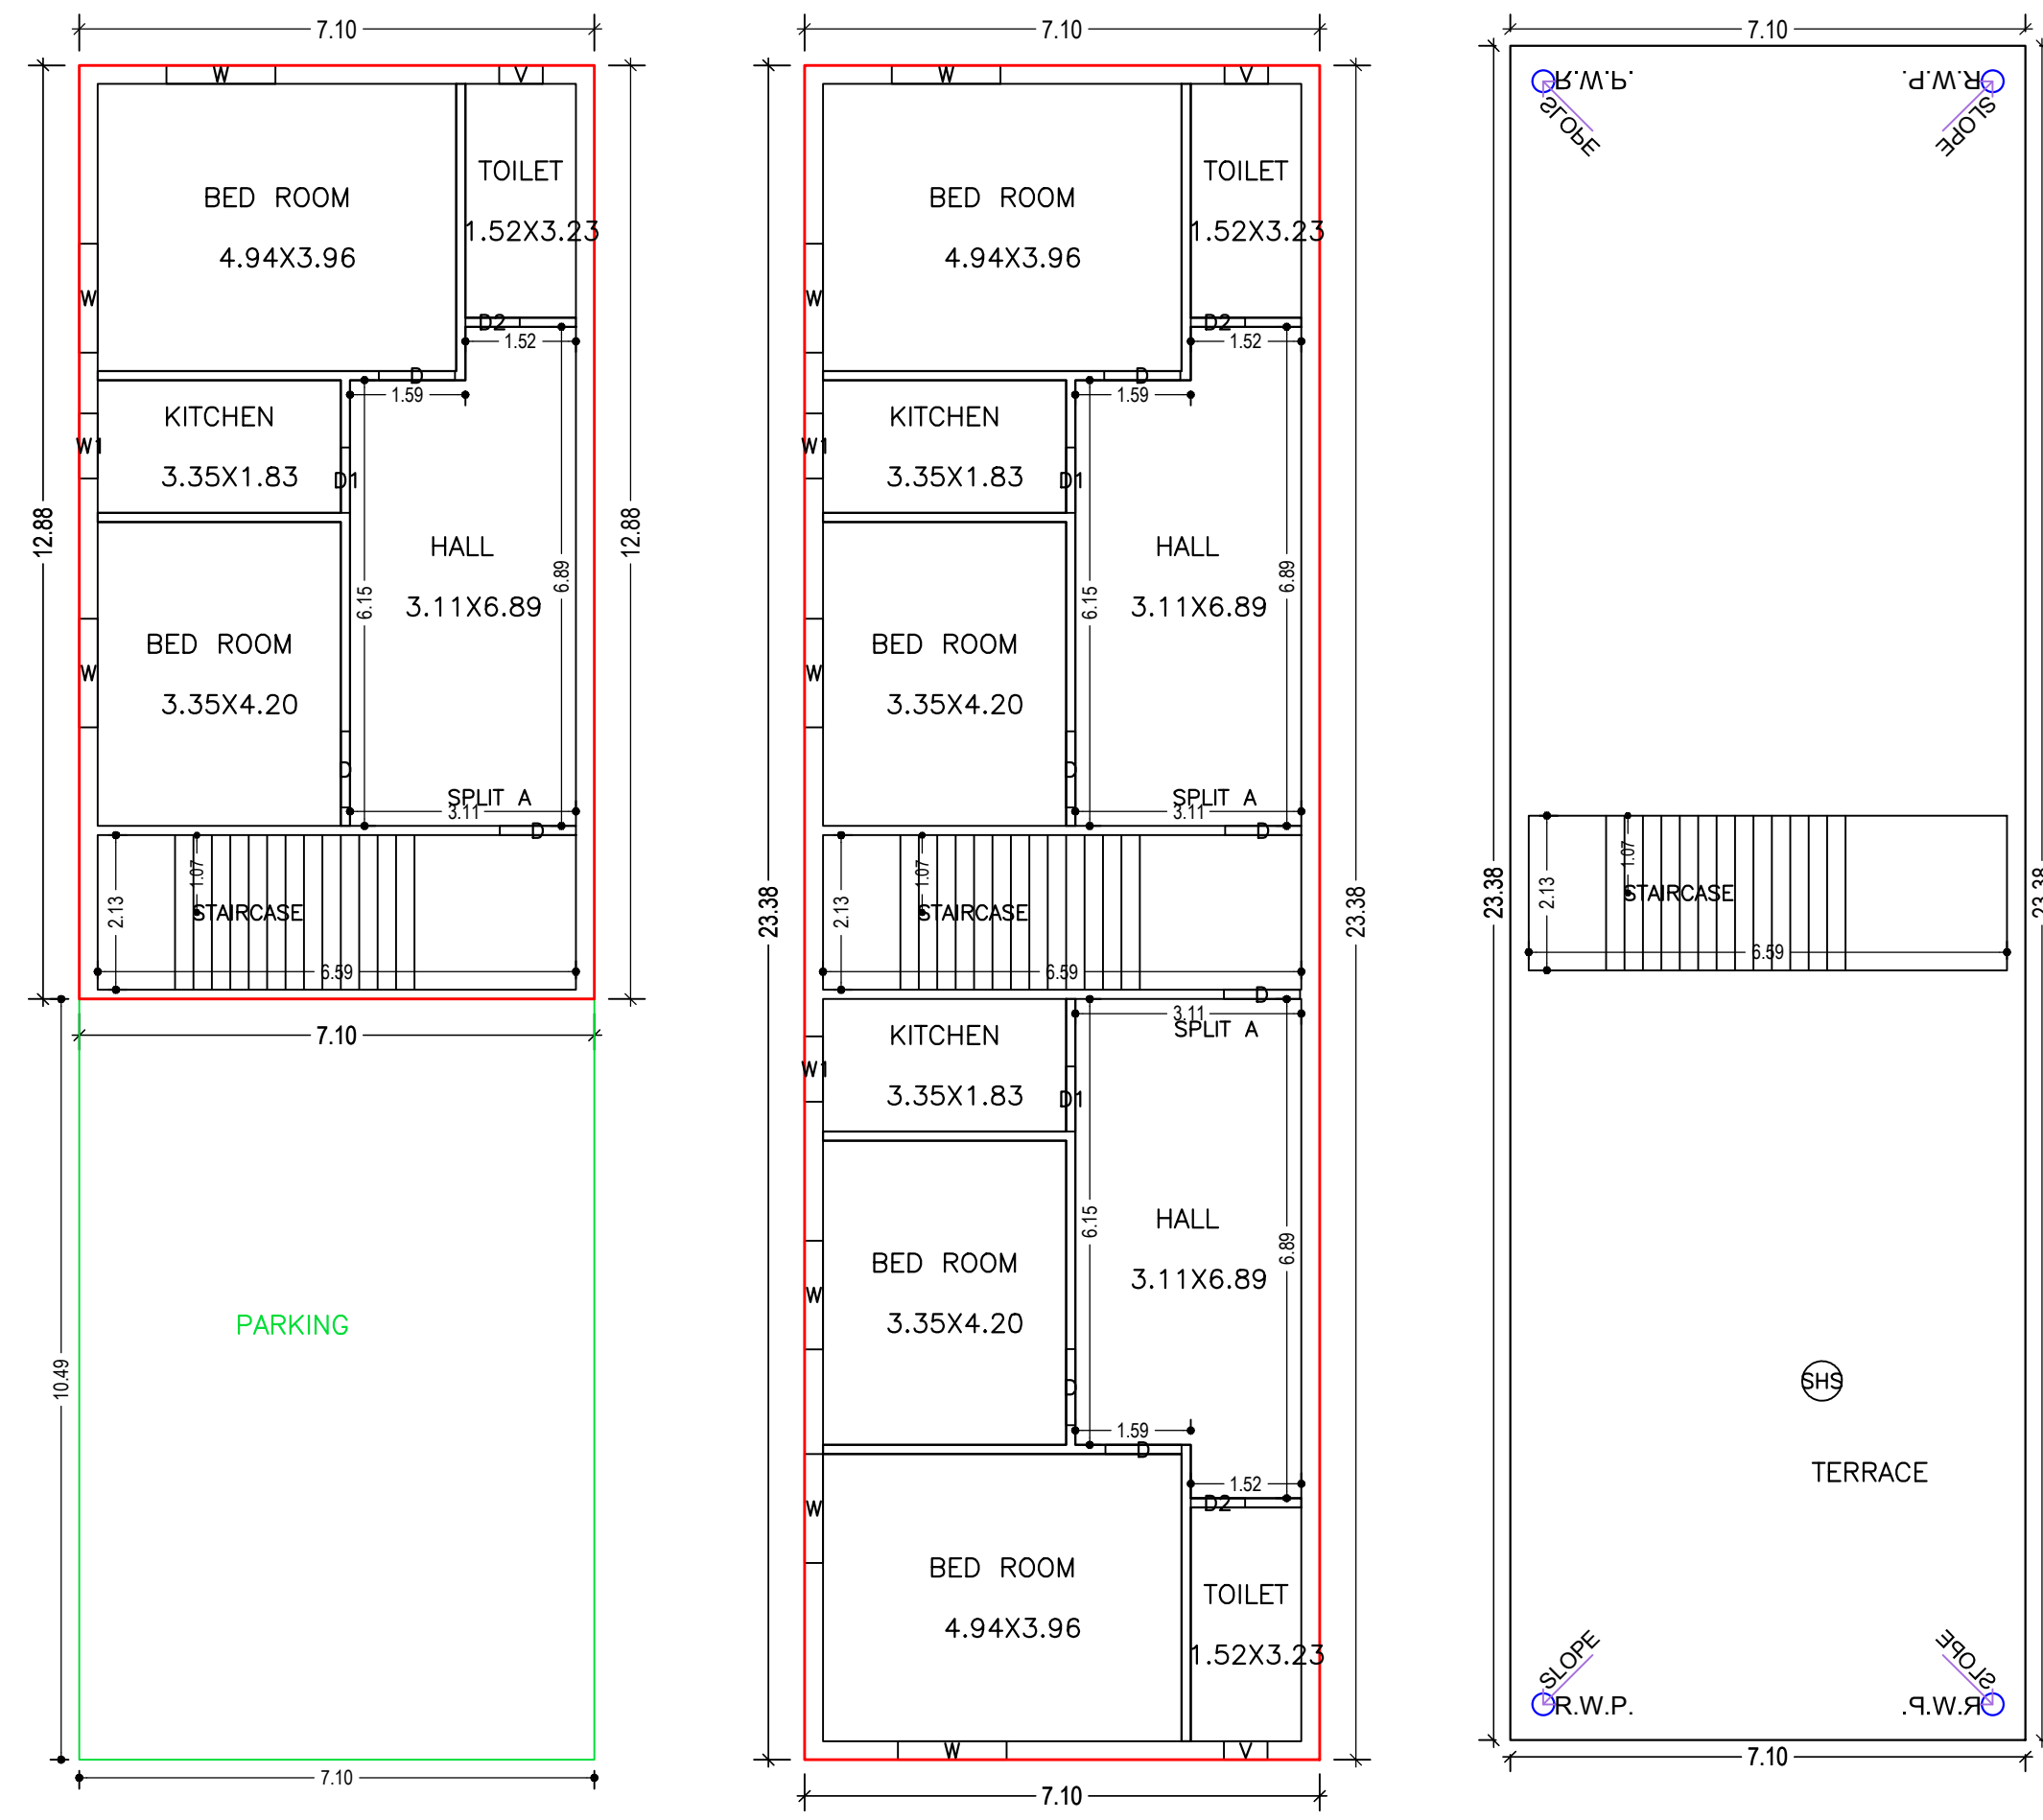 7.10
W
V
BED ROOM
4.94X3.96
TOILET
1.52X3.23
W
D2
1.52
D
1.59
KITCHEN
3.35X1.83
W1
D1
12.88
12.88
HALL
3.11X6.89
6.15
6.89
BED ROOM
3.35X4.20
W
D
SPLIT A
3.11
D
2.13
1.07
STAIRCASE
6.59
7.10
PARKING
10.49
7.10
7.10
W
V
BED ROOM
4.94X3.96
TOILET
1.52X3.23
W
D2
1.52
D
1.59
KITCHEN
3.35X1.83
W1
D1
HALL
3.11X6.89
6.15
6.89
BED ROOM
3.35X4.20
W
D
SPLIT A
3.11
D
23.38
23.38
2.13
1.07
STAIRCASE
6.59
D
3.11
SPLIT A
KITCHEN
3.35X1.83
W1
D1
HALL
3.11X6.89
6.15
6.89
BED ROOM
3.35X4.20
W
D
1.59
D
1.52
D2
W
BED ROOM
4.94X3.96
TOILET
1.52X3.23
W
V
7.10
7.10
R.W.P.
R.W.P.
SLOPE
SLOPE
23.38
23.38
2.13
1.07
STAIRCASE
6.59
SHS
TERRACE
SLOPE
SLOPE
R.W.P.
R.W.P.
7.10